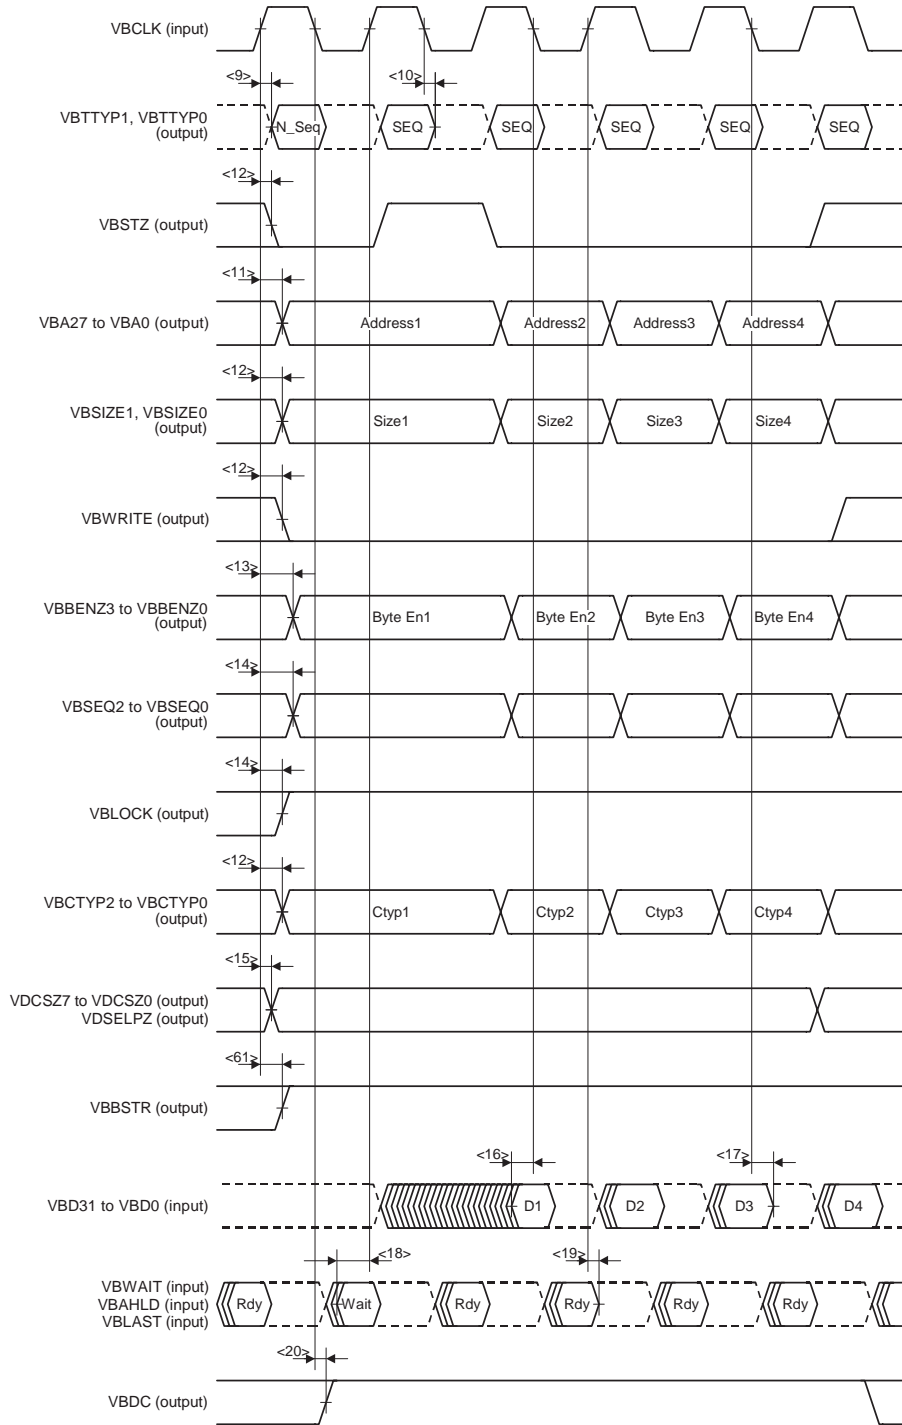 VBCLK (input)
<9>
<10>
VBTTYP1, VBTTYP0
(output)
N_Seq
SEQ
SEQ
SEQ
SEQ
SEQ
<12>
VBSTZ (output)
<11>
VBA27 to VBA0 (output)
Address1
Address2
Address3
Address4
<12>
VBSIZE1, VBSIZE0
(output)
Size1
Size2
Size3
Size4
<12>
VBWRITE (output)
<13>
VBBENZ3 to VBBENZ0
(output)
Byte En1
Byte En2
Byte En3
Byte En4
<14>
VBSEQ2 to VBSEQ0
(output)
<14>
VBLOCK (output)
<12>
VBCTYP2 to VBCTYP0
(output)
Ctyp1
Ctyp2
Ctyp3
Ctyp4
<15>
VDCSZ7 to VDCSZ0 (output)
VDSELPZ (output)
<61>
VBBSTR (output)
<16>
<17>
VBD31 to VBD0 (input)
D1
D2
D3
D4
<18>
<19>
VBWAIT (input)
VBAHLD (input)
VBLAST (input)
Rdy
Wait
Rdy
Rdy
Rdy
Rdy
<20>
VBDC (output)